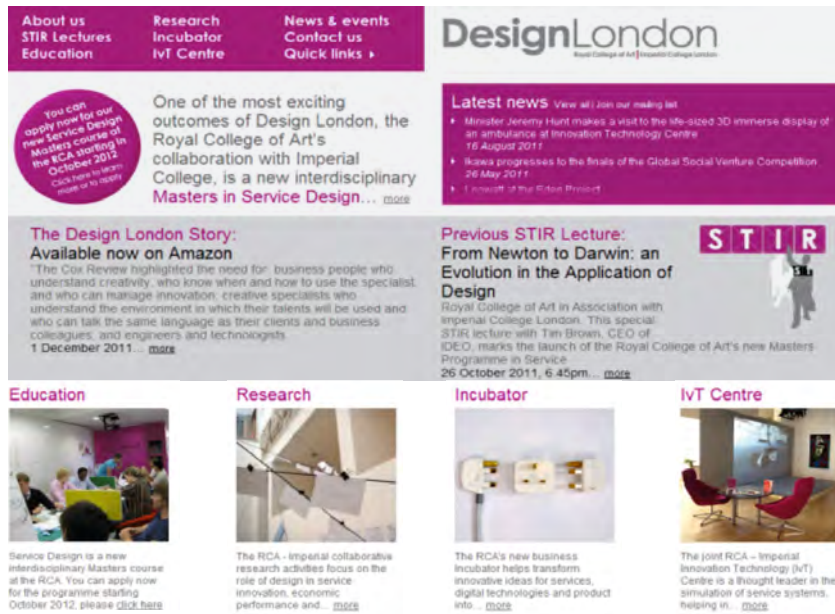 About us
STIR Lectures
Education
Research
Incubator
IvT Centre
News & events
Contact us
Quick links
DesignLondon
Royal College of Art Imperial College London
You can
apply now for our
new Service Design
Masters course at
the RCA starting in
October 2012
Click here to learn
more or to apply
One of the most exciting
outcomes of Design London, the
Royal College of Art's
collaboration with Imperial
College, is a new interdisciplinary
Masters in Service Design... more
Latest news View all | Join our mailing list
Minister Jeremy Hunt makes a visit to the life-sized 3D immerse display of
an ambulance at Innovation Technology Centre
16 August 2011
Ikawa progresses to the finals of the Global Social Venture Competition
26 May 2011
at the Eden Project
The Design London Story:
Available now on Amazon
"The Cox Review highlighted the need for: business people who
understand creativity, who know when and how to use the specialist
and who can manage innovation; creative specialists who
understand the environment in which their talents will be used and
who can talk the same language as their clients and business
colleagues; and engineers and technologists
1 December 2011... more
Previous STIR Lecture:
From Newton to Darwin: an
Evolution in the Application of
Design
Royal College of Art in Association with
Imperial College London. This special
STIR lecture with Tim Brown, CEO of
IDEO, marks the launch of the Royal College of Art's new Masters
Programme in Service
26 October 2011, 6.45pm... more
STIR
Education
Service Design is a new
interdisciplinary Masters course
at the RCA. You can apply now
for the programme starting
October 2012, please click here
Research
The RCA - Imperial collaborative
research activities focus on the
role of design in service
innovation, economic
performance and... more
Incubator
The RCA's new business
Incubator helps transform
innovative ideas for services,
digital technologies and product
into... more
IvT Centre
The joint RCA – Imperial
Innovation Technology (IvT)
Centre is a thought leader in the
simulation of service systems,
helping in... more